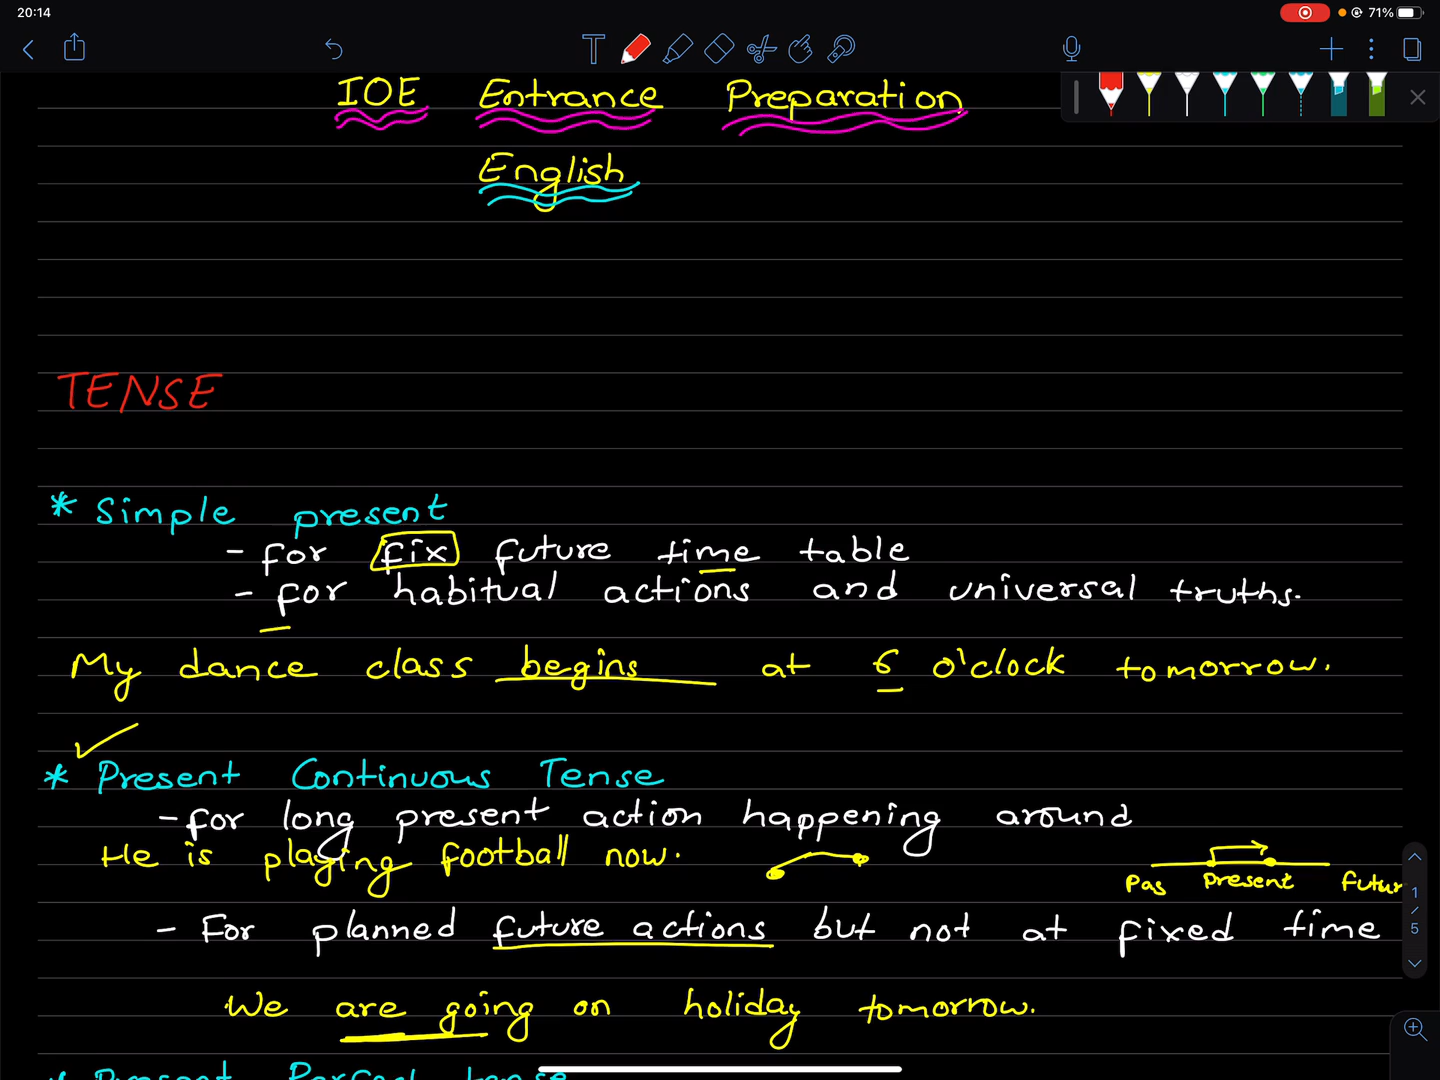 20:14
71%
IOE Entrance Preparation
English
TENSE
* Simple present
- for fix future time table
- for habitual actions and universal truths.
My dance class begins at 6 o'clock tomorrow.
* Present Continuous Tense
- for long present action happening around
He is playing football now.
Pas Present Futur
1
/
5
- For planned future actions but not at fixed time
We are going on holiday tomorrow.
* Present Perfect tense